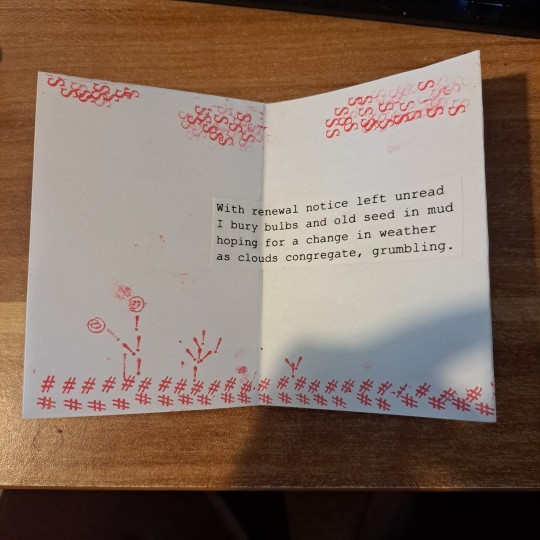 With renewal notice left unread
I bury bulbs and old seed in mud
hoping for a change in weather
as clouds congregate, grumbling.